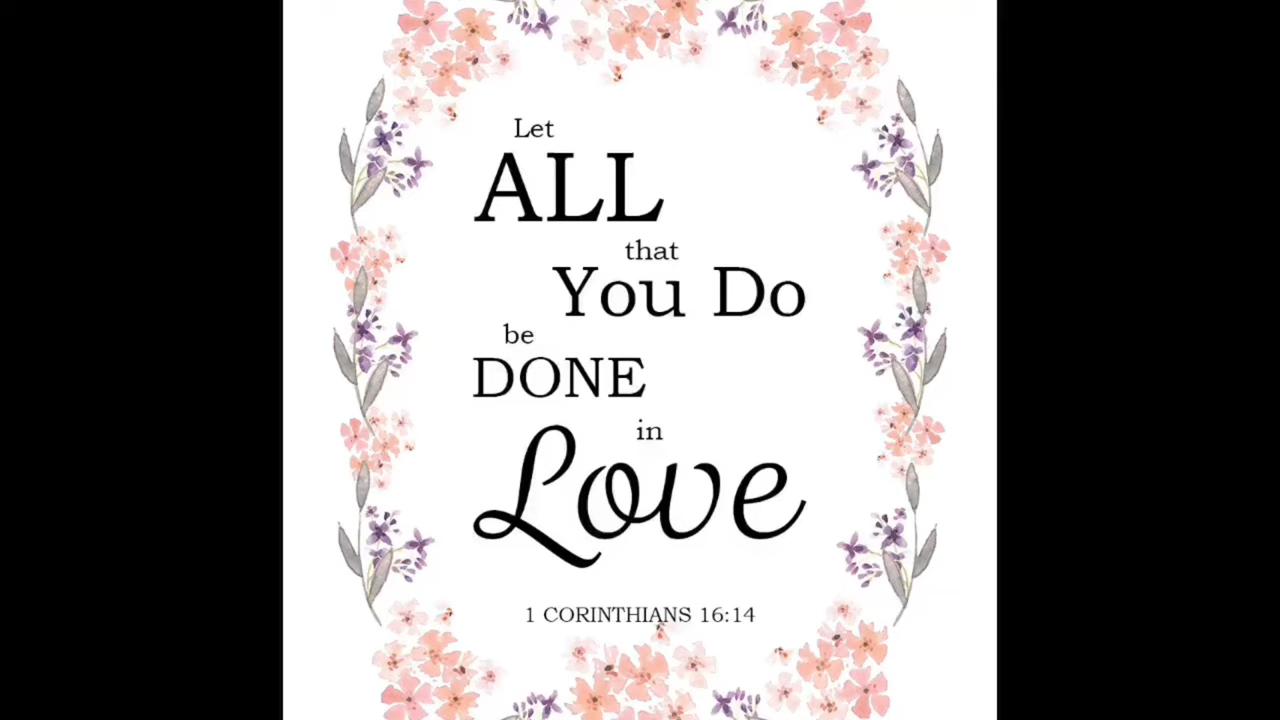 Let
ALL
that
You Do
be
DONE
in
Love
1 CORINTHIANS 16:14